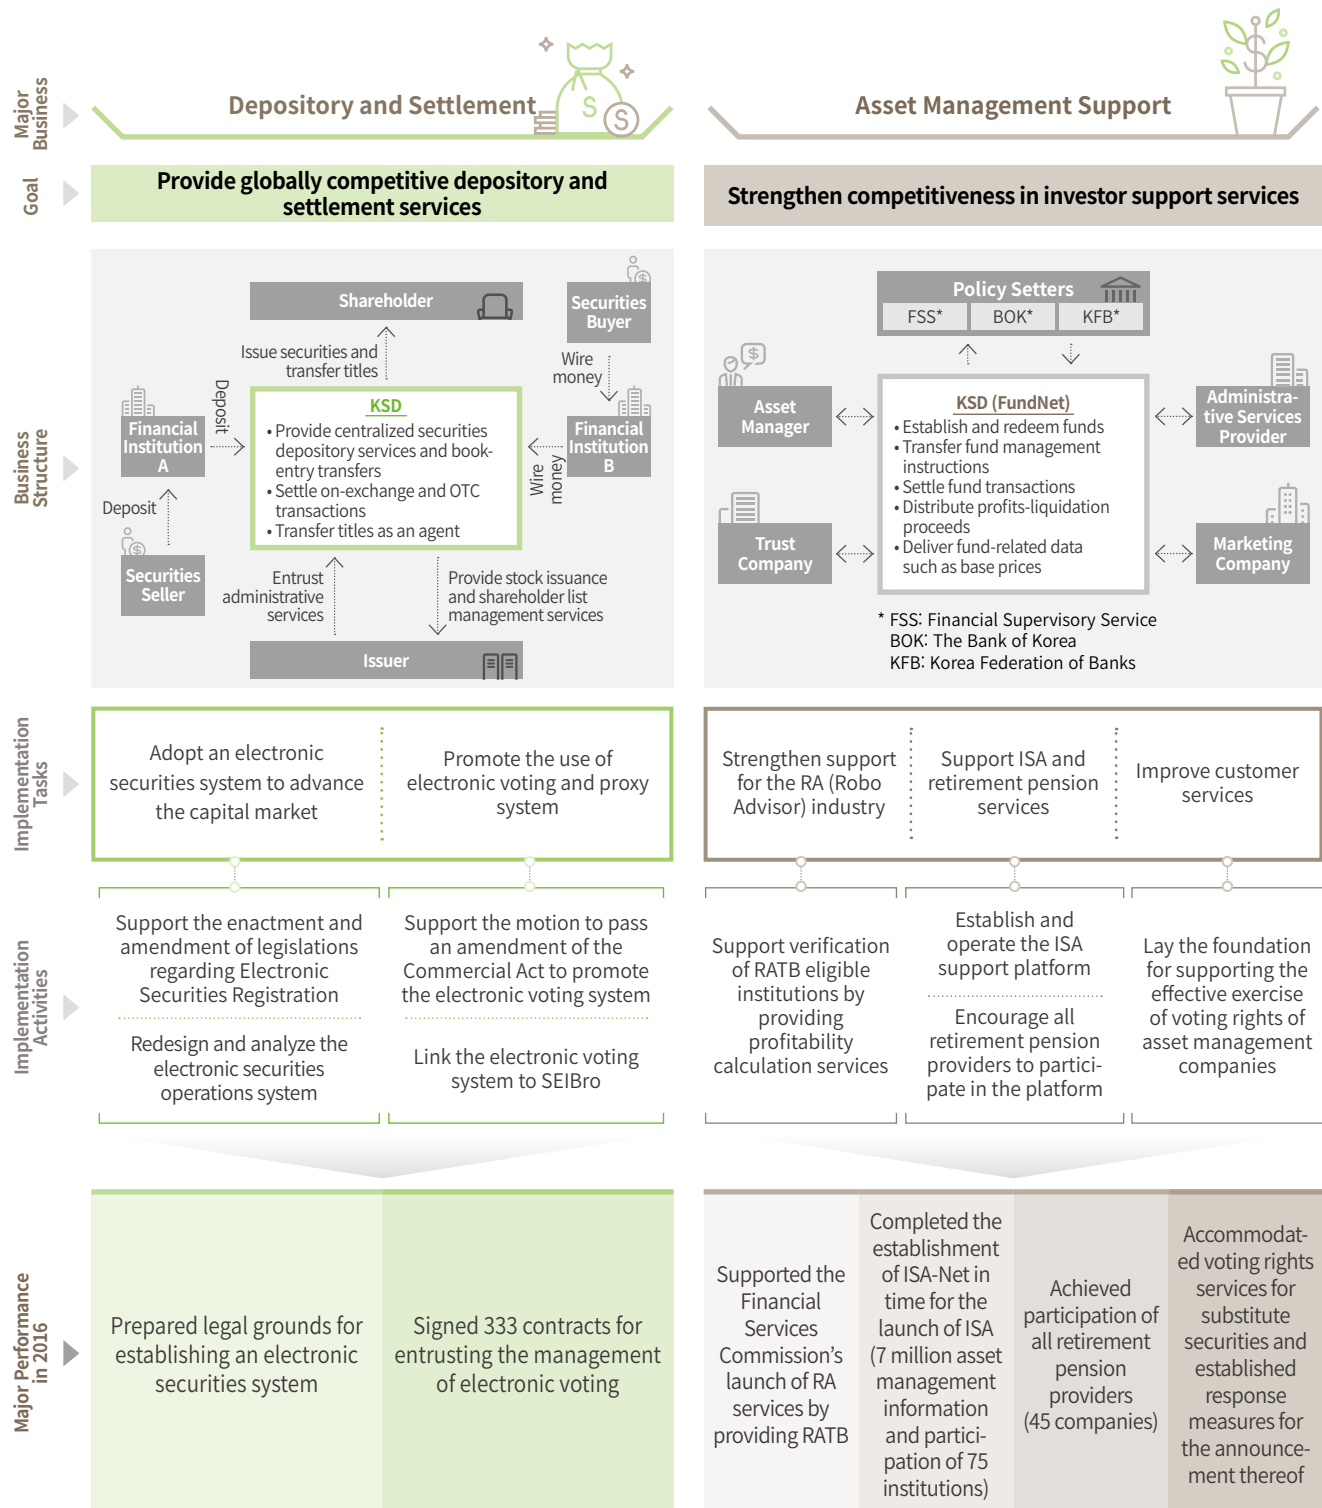 Major
Business
Depository and Settlement
Asset Management Support
Goal
Provide globally competitive depository and
settlement services
Strengthen competitiveness in investor support services
Business
Structure
Shareholder
Securities
Buyer
Issue securities and
transfer titles
Wire
money
Deposit
Financial
Institution
A
KSD
• Provide centralized securities
depository services and book-
entry transfers
• Settle on-exchange and OTC
transactions
• Transfer titles as an agent
Financial
Institution
B
Wire
money
Deposit
Securities
Seller
Entrust
administrative
services
Provide stock issuance
and shareholder list
management services
Issuer
Policy Setters
FSS*
BOK*
KFB*
Asset
Manager
KSD (FundNet)
• Establish and redeem funds
• Transfer fund management
instructions
• Settle fund transactions
• Distribute profits-liquidation
proceeds
• Deliver fund-related data
such as base prices
Administra-
tive Services
Provider
Trust
Company
Marketing
Company
* FSS: Financial Supervisory Service
BOK: The Bank of Korea
KFB: Korea Federation of Banks
Implementation
Tasks
Adopt an electronic
securities system to advance
the capital market
Promote the use of
electronic voting and proxy
system
Strengthen support
for the RA (Robo
Advisor) industry
Support ISA and
retirement pension
services
Improve customer
services
Implementation
Activities
Support the enactment and
amendment of legislations
regarding Electronic
Securities Registration
Redesign and analyze the
electronic securities
operations system
Support the motion to pass
an amendment of the
Commercial Act to promote
the electronic voting system
Link the electronic voting
system to SEIBro
Support verification
of RATB eligible
institutions by
providing
profitability
calculation services
Establish and
operate the ISA
support platform
Encourage all
retirement pension
providers to partici-
pate in the platform
Lay the foundation
for supporting the
effective exercise
of voting rights of
asset management
companies
Major Performance
in 2016
Prepared legal grounds for
establishing an electronic
securities system
Signed 333 contracts for
entrusting the management
of electronic voting
Supported the
Financial
Services
Commission's
launch of RA
services by
providing RATB
Completed the
establishment
of ISA-Net in
time for the
launch of ISA
(7 million asset
management
information
and partici-
pation of 75
institutions)
Achieved
participation of
all retirement
pension
providers
(45 companies)
Accommodat-
ed voting rights
services for
substitute
securities and
established
response
measures for
the announce-
ment thereof